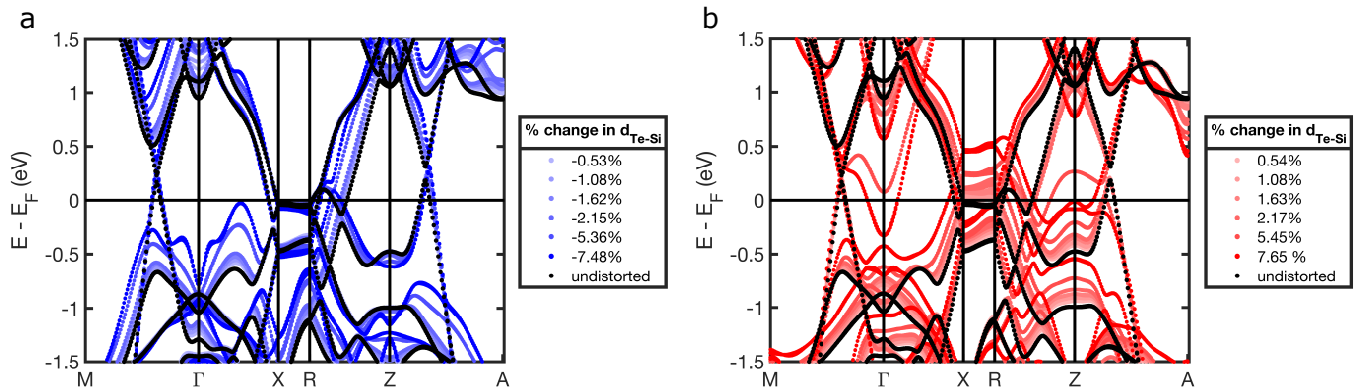 a
E - E_F (eV)
1.5
1
0.5
0
-0.5
-1
-1.5
M Γ X R Z A
% change in d_Te-Si
-0.53%
-1.08%
-1.62%
-2.15%
-5.36%
-7.48%
undistorted
b
E - E_F (eV)
1.5
1
0.5
0
-0.5
-1
-1.5
M Γ X R Z A
% change in d_Te-Si
0.54%
1.08%
1.63%
2.17%
5.45%
7.65 %
undistorted